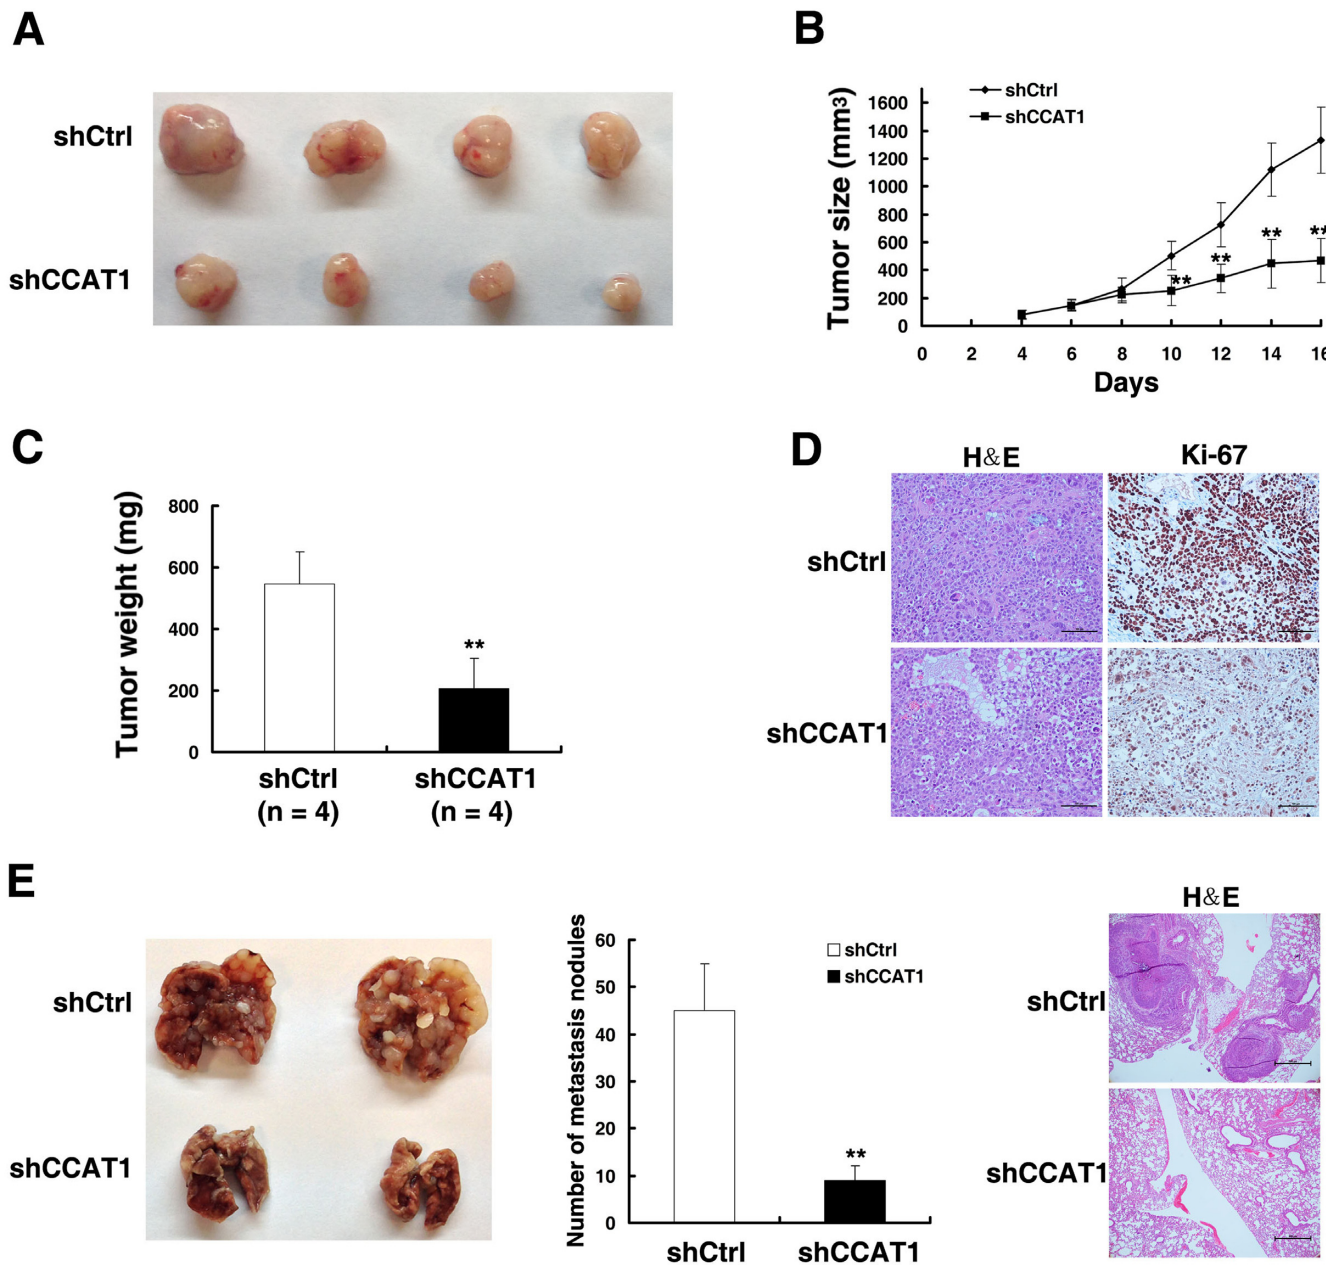 A
shCtrl
shCCAT1
B
Tumor size (mm3)
shCtrl
shCCAT1
1600
1400
1200
1000
800
600
400
200
0
**
**
**
**
0 2 4 6 8 10 12 14 16
Days
C
Tumor weight (mg)
800
600
400
200
0
**
shCtrl
(n = 4)
shCCAT1
(n = 4)
D
H&E
Ki-67
shCtrl
shCCAT1
E
shCtrl
shCCAT1
Number of metastasis nodules
60
50
40
30
20
10
0
shCtrl
shCCAT1
**
shCtrl
shCCAT1
H&E
shCtrl
shCCAT1